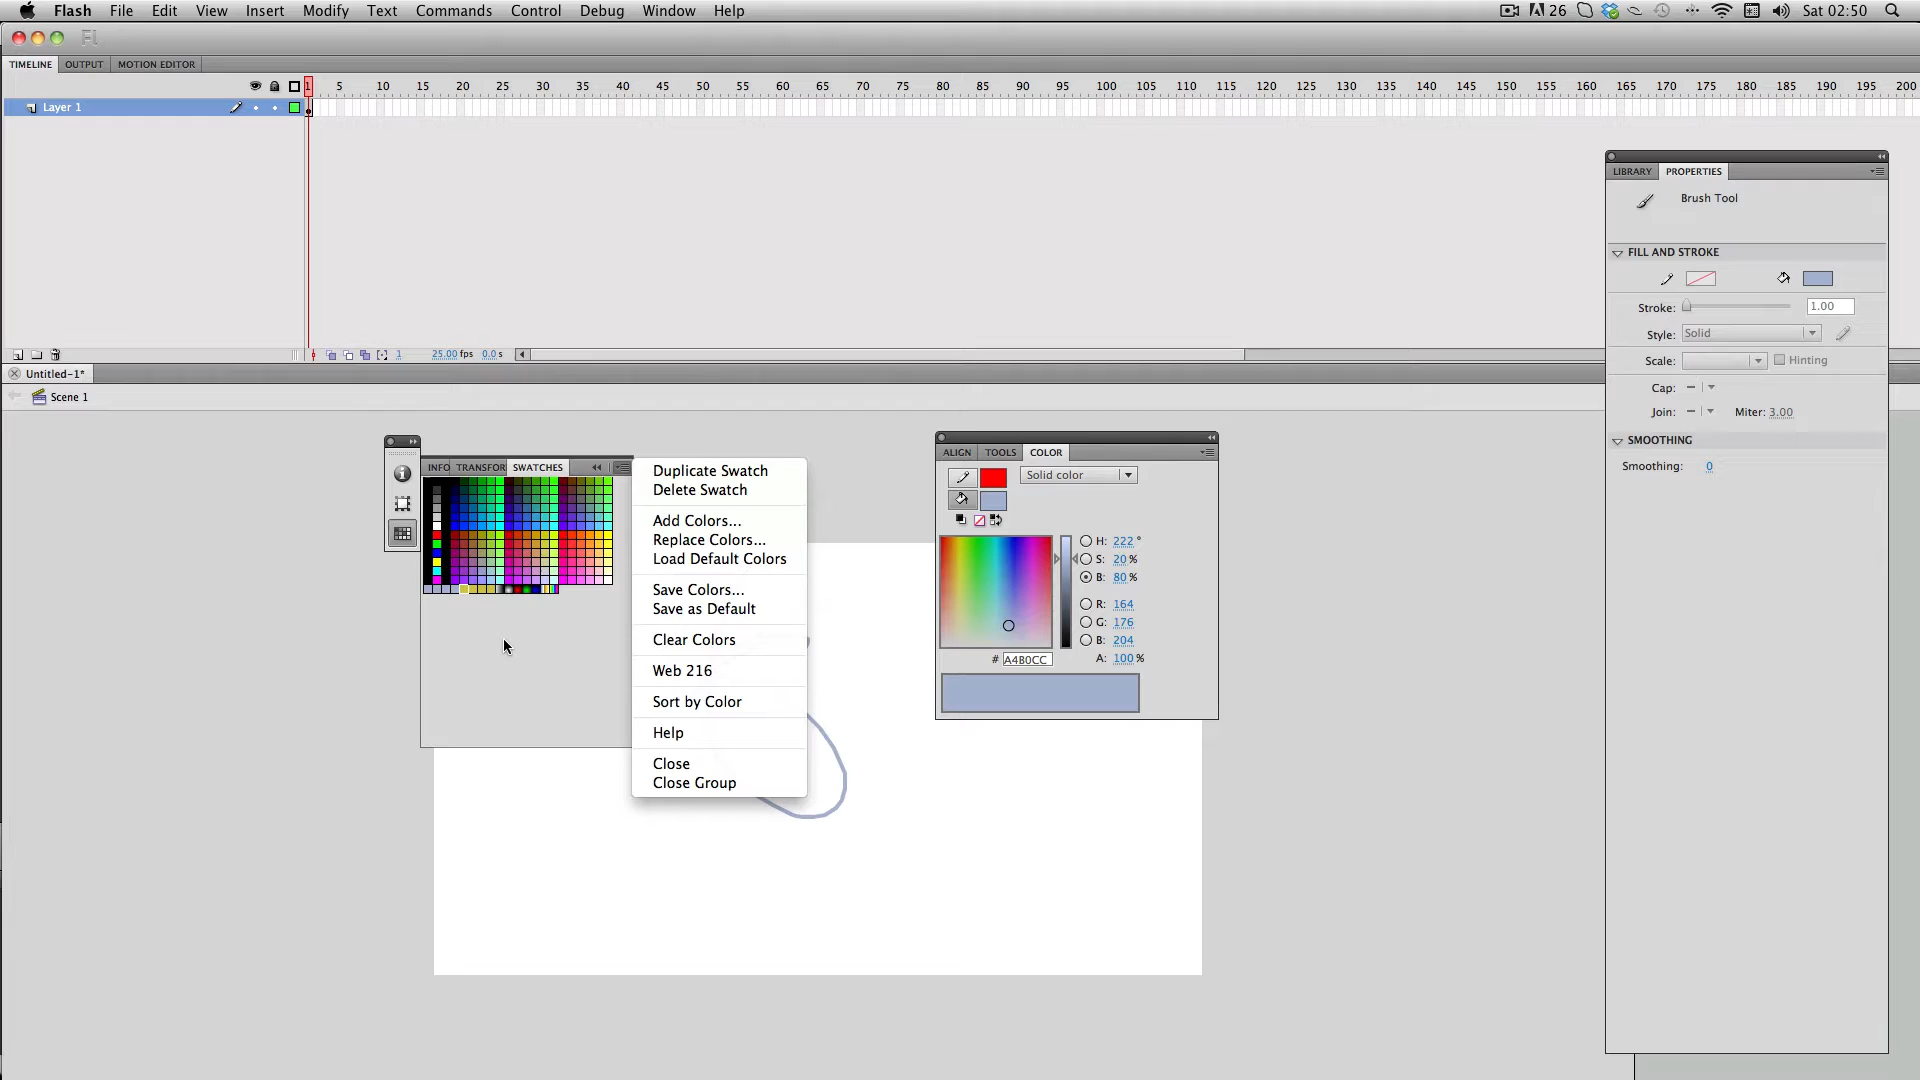 Flash File Edit View Insert Modify Text Commands Control Debug Window Help 26 Sat 02:50
Fl
TIMELINE OUTPUT MOTION EDITOR
1 5 10 15 20 25 30 35 40 45 50 55 60 65 70 75 80 85 90 95 100 105 110 115 120 125 130 135 140 145 150 155 160 165 170 175 180 185 190 195 200
Layer 1
1 25.00 fps 0.0 s
Untitled-1*
Scene 1
INFO TRANSFOR SWATCHES
Duplicate Swatch
Delete Swatch
Add Colors...
Replace Colors...
Load Default Colors
Save Colors...
Save as Default
Clear Colors
Web 216
Sort by Color
Help
Close
Close Group
ALIGN TOOLS COLOR
Solid color
H: 222 °
S: 20 %
B: 80 %
R: 164
G: 176
B: 204
# A4B0CC A: 100 %
LIBRARY PROPERTIES
Brush Tool
FILL AND STROKE
Stroke: 1.00
Style: Solid
Scale: Hinting
Cap:
Join: Miter: 3.00
SMOOTHING
Smoothing: 0